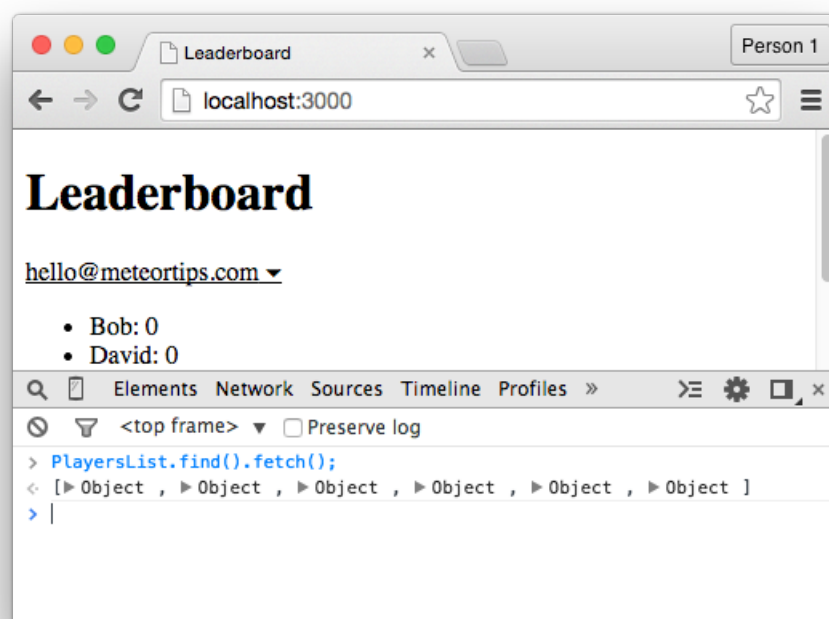 Leaderboard
Person 1
localhost:3000
Leaderboard
hello@meteortips.com
Bob: 0
David: 0
Elements Network Sources Timeline Profiles »
<top frame> Preserve log
> PlayersList.find().fetch();
[Object , Object , Object , Object , Object , Object ]
>